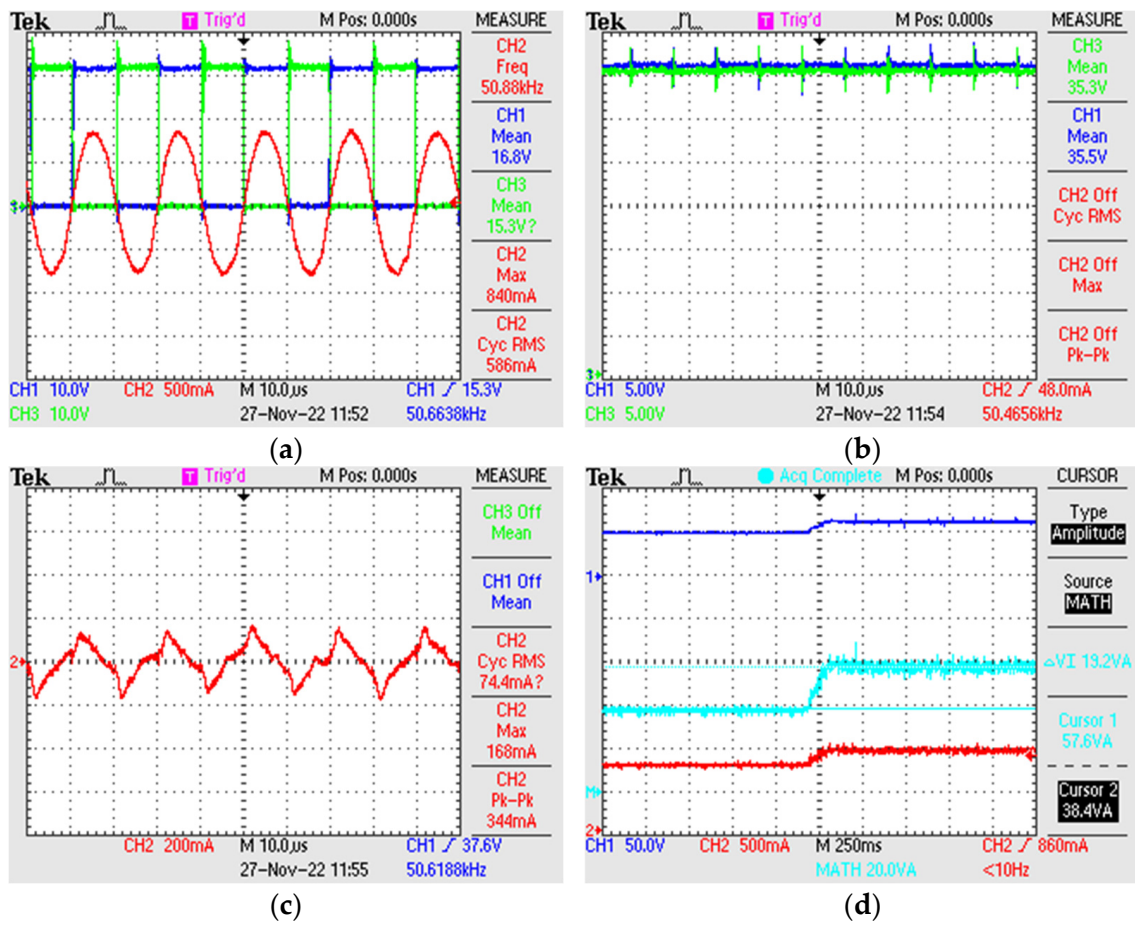 Tek Trig'd M Pos: 0.000s MEASURE
CH2
Freq
50.88kHz
CH1
Mean
16.8V
CH3
Mean
15.3V?
CH2
Max
840mA
CH2
Cyc RMS
586mA
CH1 10.0V CH2 500mA M 10.0µs CH1 15.3V
CH3 10.0V 27-Nov-22 11:52 50.6638kHz
(a)
Tek Trig'd M Pos: 0.000s MEASURE
CH3
Mean
35.3V
CH1
Mean
35.5V
CH2 Off
Cyc RMS
CH2 Off
Max
CH2 Off
Pk-Pk
CH1 5.00V M 10.0µs CH2 48.0mA
CH3 5.00V 27-Nov-22 11:54 50.4656kHz
(b)
Tek Trig'd M Pos: 0.000s MEASURE
CH3 Off
Mean
CH1 Off
Mean
2
CH2
Cyc RMS
74.4mA?
CH2
Max
168mA
CH2
Pk-Pk
344mA
CH2 200mA M 10.0µs CH1 37.6V
27-Nov-22 11:55 50.6188kHz
(c)
Tek Acq Complete M Pos: 0.000s CURSOR
Type
Amplitude
1
Source
MATH
△VI 19.2VA
Cursor 1
57.6VA
M
Cursor 2
38.4VA
2
CH1 50.0V CH2 500mA M 250ms CH2 860mA
MATH 20.0VA <10Hz
(d)